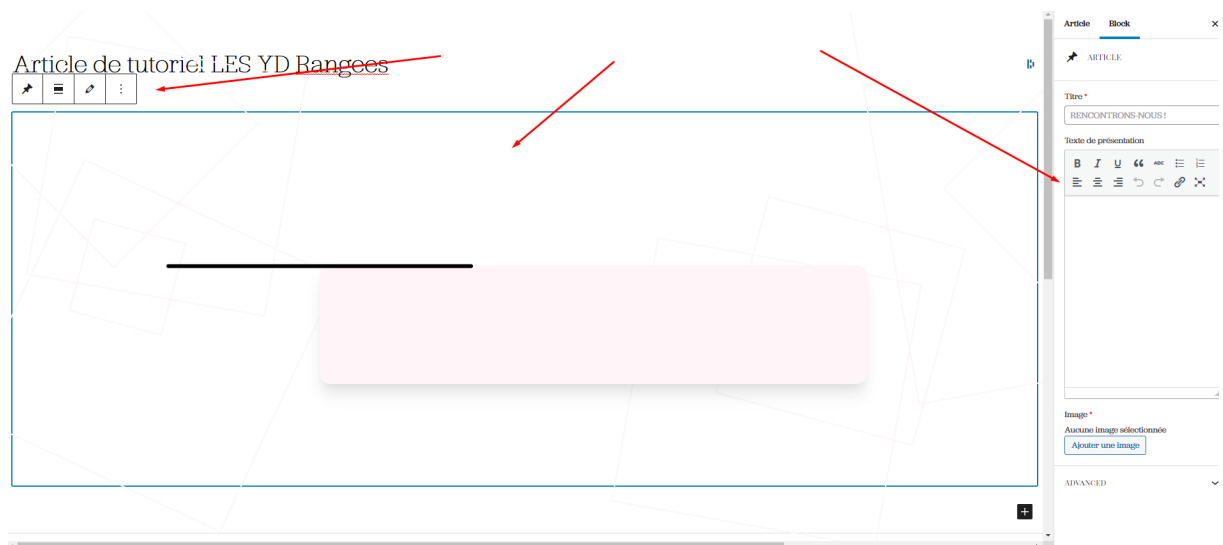 Article de tutoriel LES YD Rangees
Article Block
ARTICLE
Titre *
RENCONTRONS-NOUS !
Texte de présentation
B I U ABC
Image *
Aucune image sélectionnée
Ajouter une image
ADVANCED